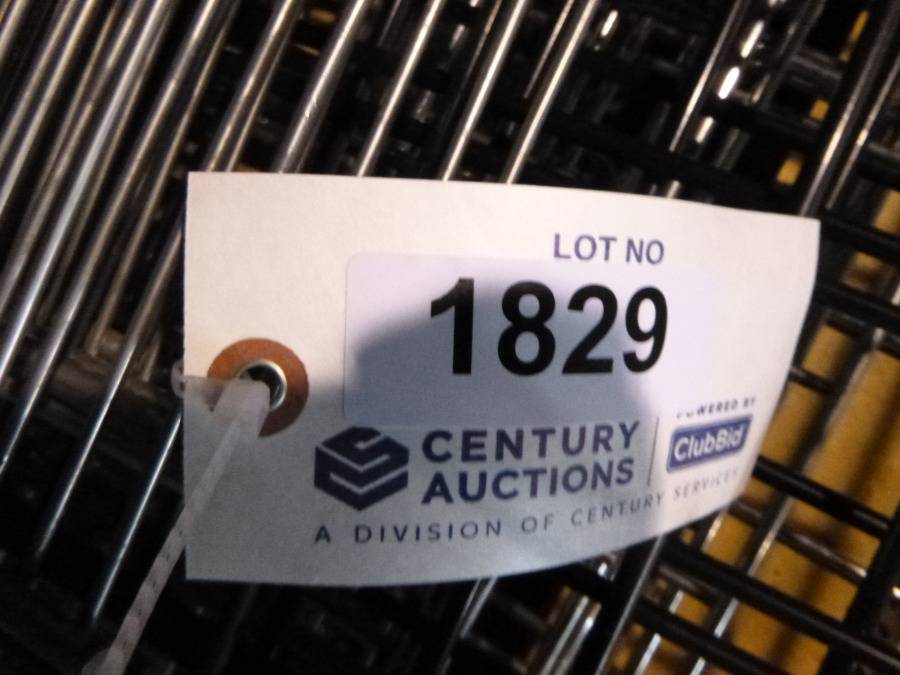 LOT NO
1829
CENTURY
AUCTIONS
POWERED BY
ClubBid
A DIVISION OF CENTURY SERVICES